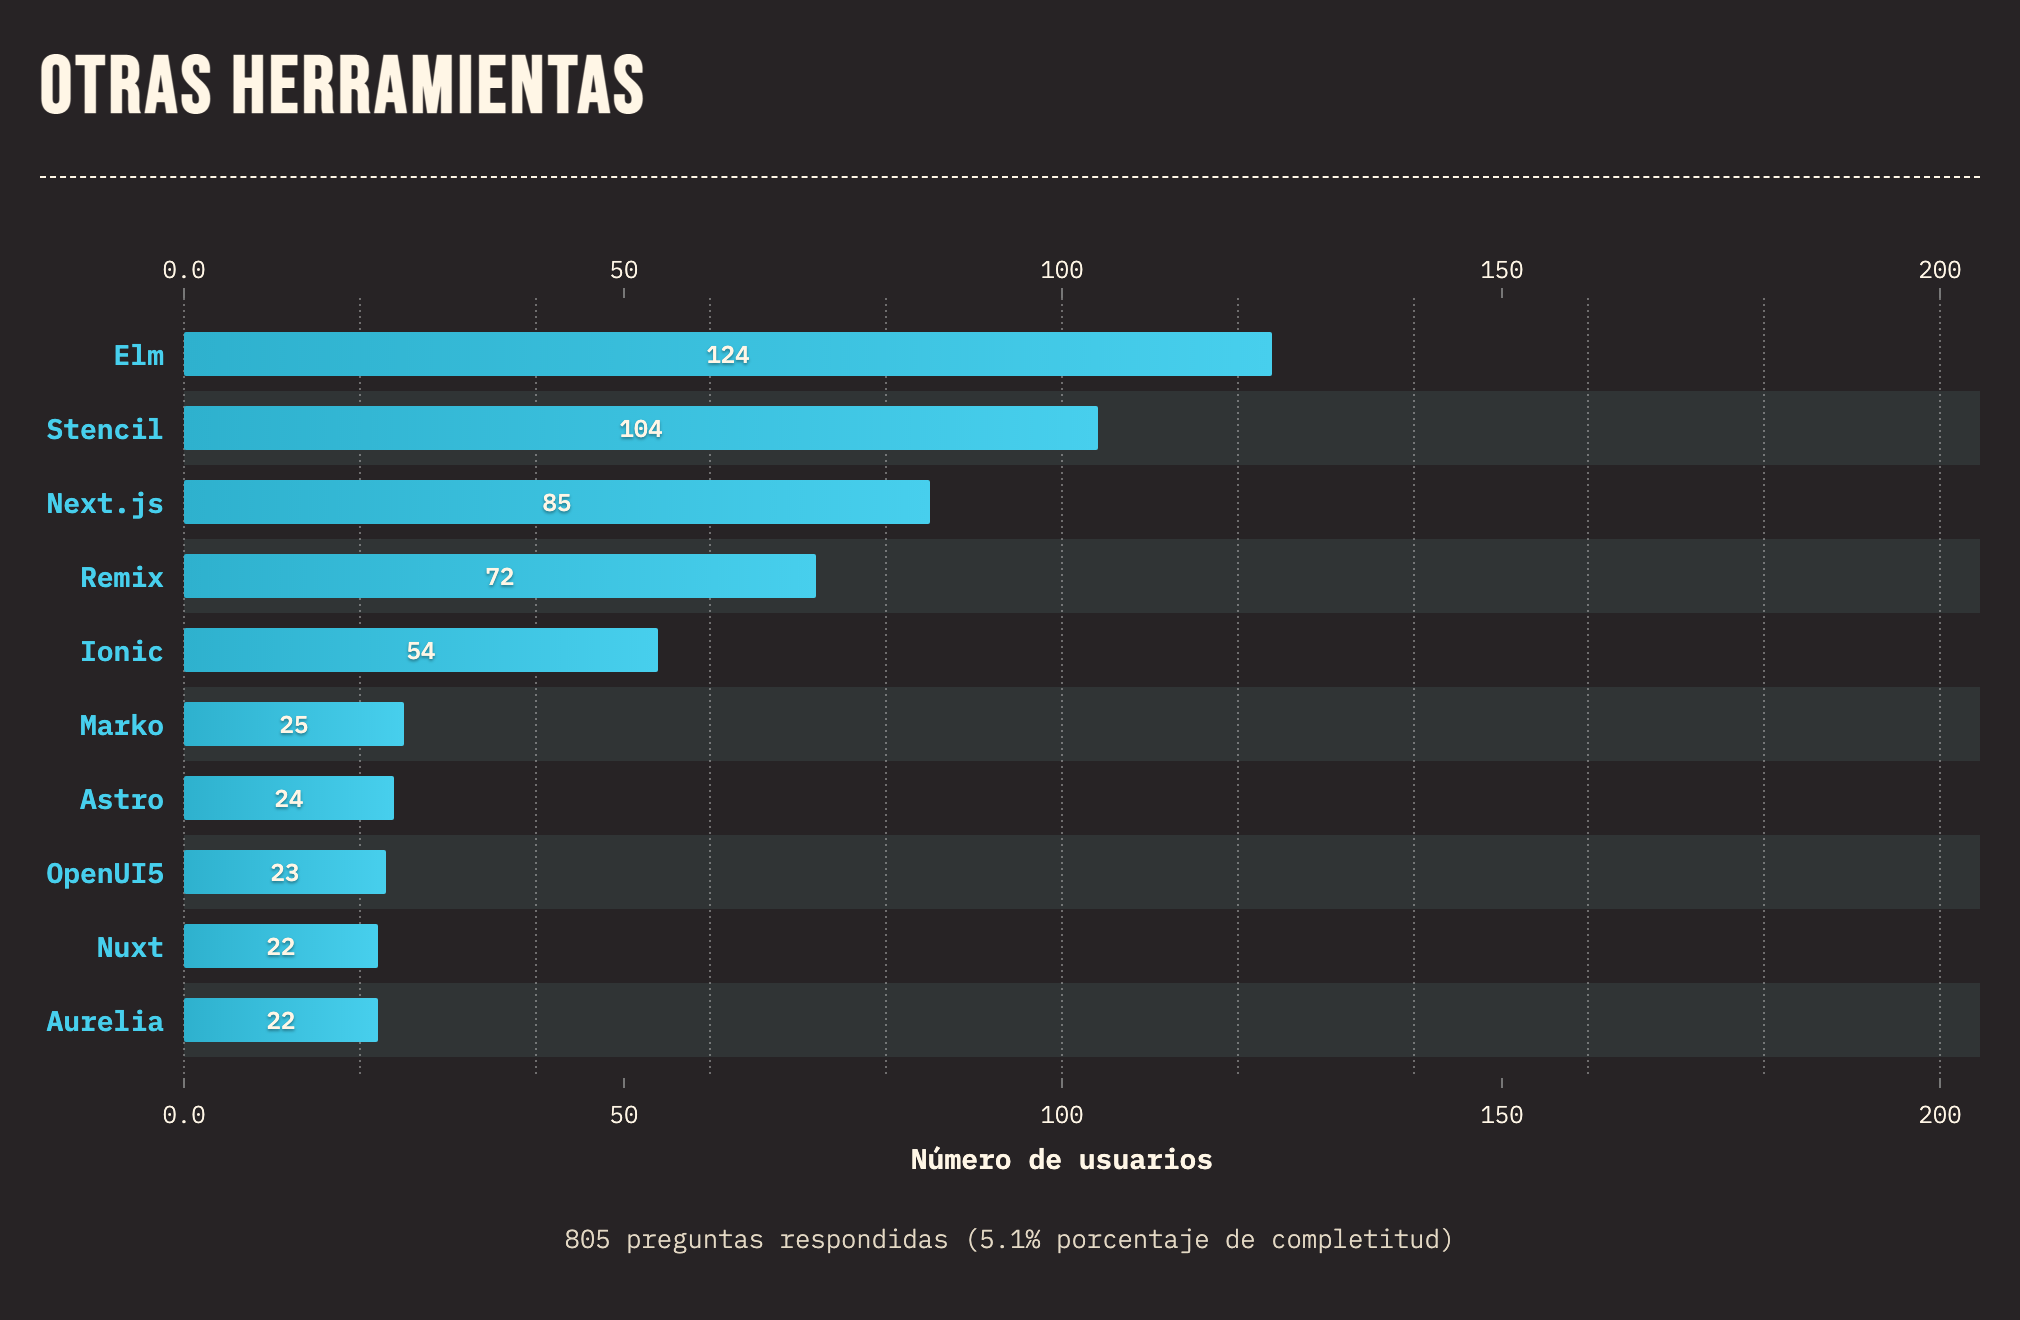 OTRAS HERRAMIENTAS
0.0 50 100 150 200
Elm 124
Stencil 104
Next.js 85
Remix 72
Ionic 54
Marko 25
Astro 24
OpenUI5 23
Nuxt 22
Aurelia 22
0.0 50 100 150 200
Número de usuarios
805 preguntas respondidas (5.1% porcentaje de completitud)